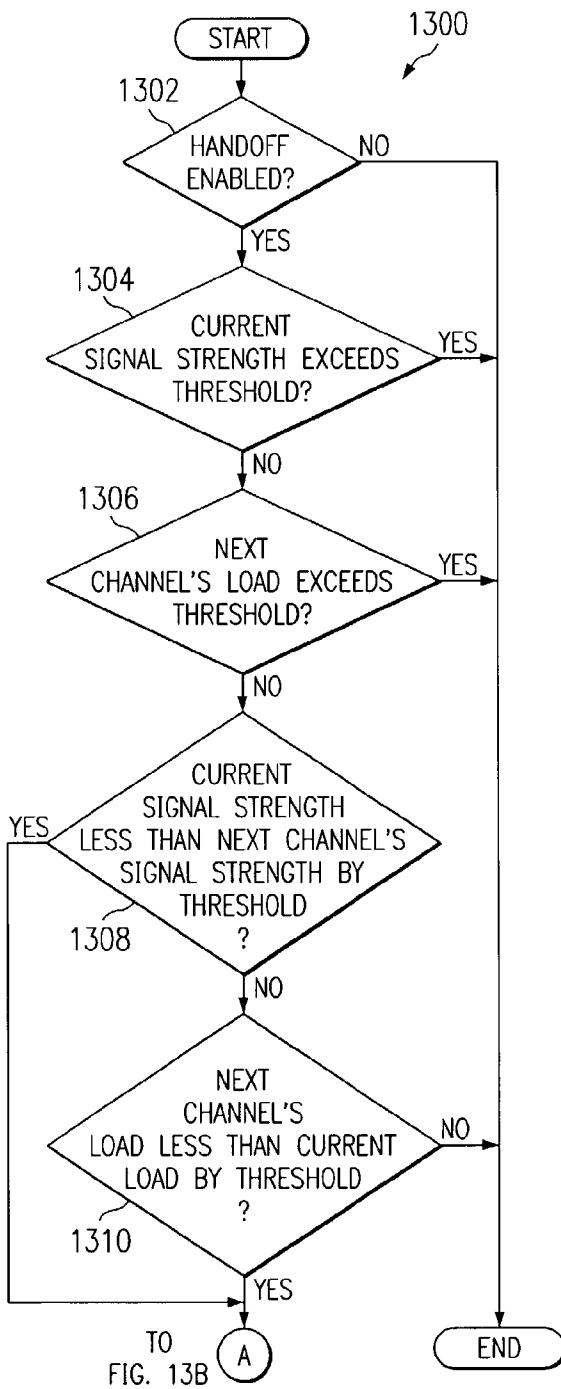 START
1300
1302
HANDOFF
ENABLED?
NO
YES
1304
CURRENT
SIGNAL STRENGTH EXCEEDS
THRESHOLD?
YES
NO
1306
NEXT
CHANNEL'S LOAD EXCEEDS
THRESHOLD?
YES
NO
CURRENT
SIGNAL STRENGTH
LESS THAN NEXT CHANNEL'S
SIGNAL STRENGTH BY
THRESHOLD
?
YES
1308
NO
NEXT
CHANNEL'S
LOAD LESS THAN CURRENT
LOAD BY THRESHOLD
?
NO
1310
YES
TO
FIG. 13B
A
END